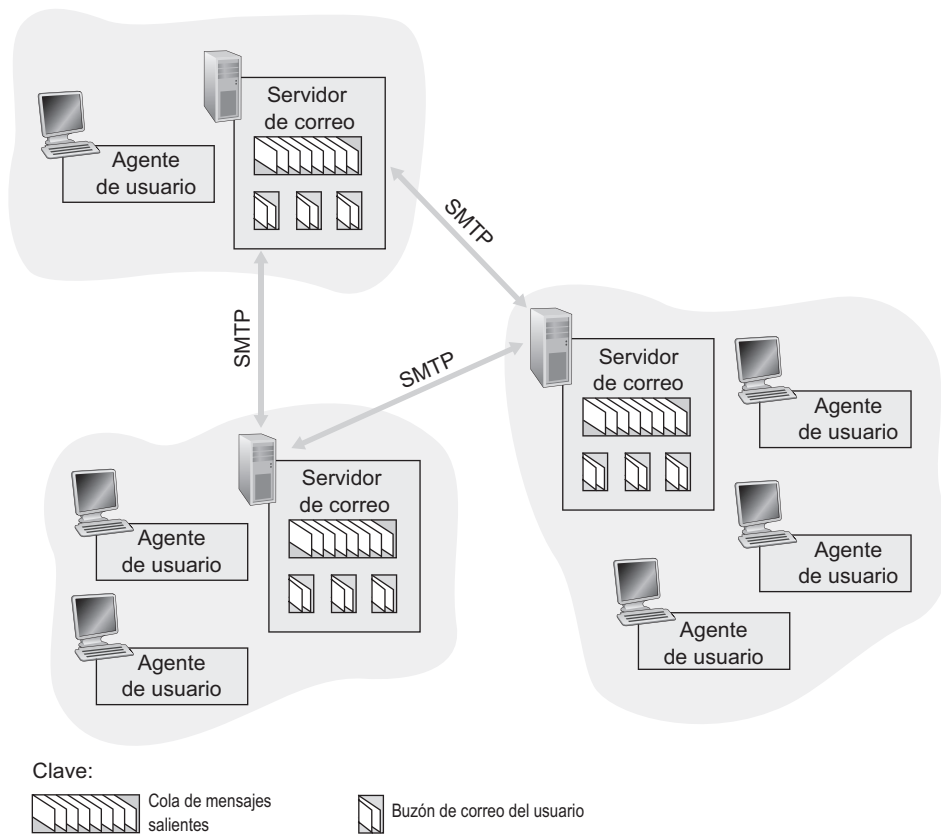 Servidor
de correo
Agente
de usuario
SMTP
SMTP
SMTP
Servidor
de correo
Agente
de usuario
Agente
de usuario
Agente
de usuario
Servidor
de correo
Agente
de usuario
Agente
de usuario
Clave:
Cola de mensajes
salientes
Buzón de correo del usuario